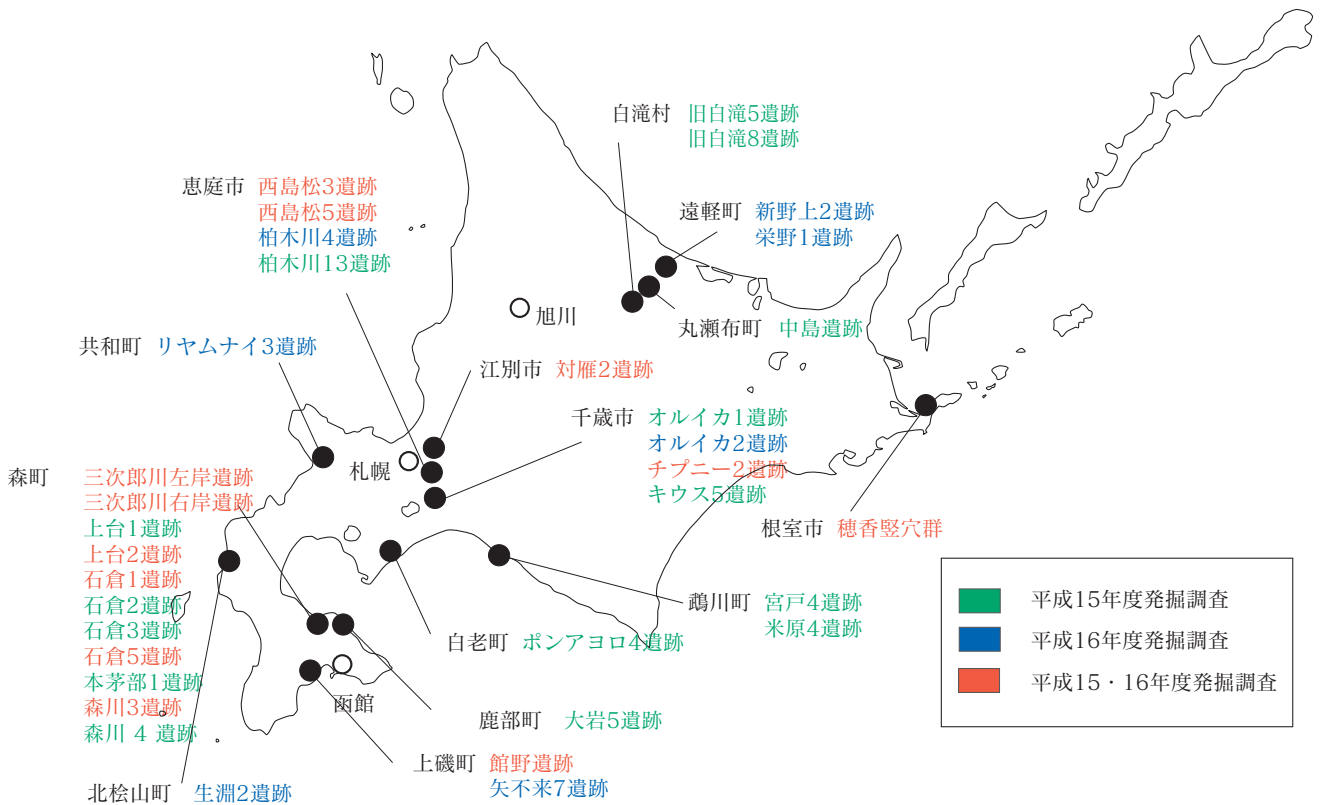 白滝村 旧白滝5遺跡
旧白滝8遺跡
恵庭市 西島松3遺跡
西島松5遺跡
柏木川4遺跡
柏木川13遺跡
遠軽町 新野上2遺跡
栄野1遺跡
旭川
丸瀬布町 中島遺跡
共和町 リヤムナイ3遺跡
江別市 対雁2遺跡
千歳市 オルイカ1遺跡
オルイカ2遺跡
チプニー2遺跡
キウス5遺跡
札幌
森町 三次郎川左岸遺跡
三次郎川右岸遺跡
上台1遺跡
上台2遺跡
石倉1遺跡
石倉2遺跡
石倉3遺跡
石倉5遺跡
本茅部1遺跡
森川3遺跡
森川 4 遺跡
根室市 穂香竪穴群
鵡川町 宮戸4遺跡
米原4遺跡
白老町 ポンアヨロ4遺跡
函館
鹿部町 大岩5遺跡
上磯町 館野遺跡
矢不来7遺跡
北桧山町 生淵2遺跡
平成15年度発掘調査
平成16年度発掘調査
平成15・16年度発掘調査